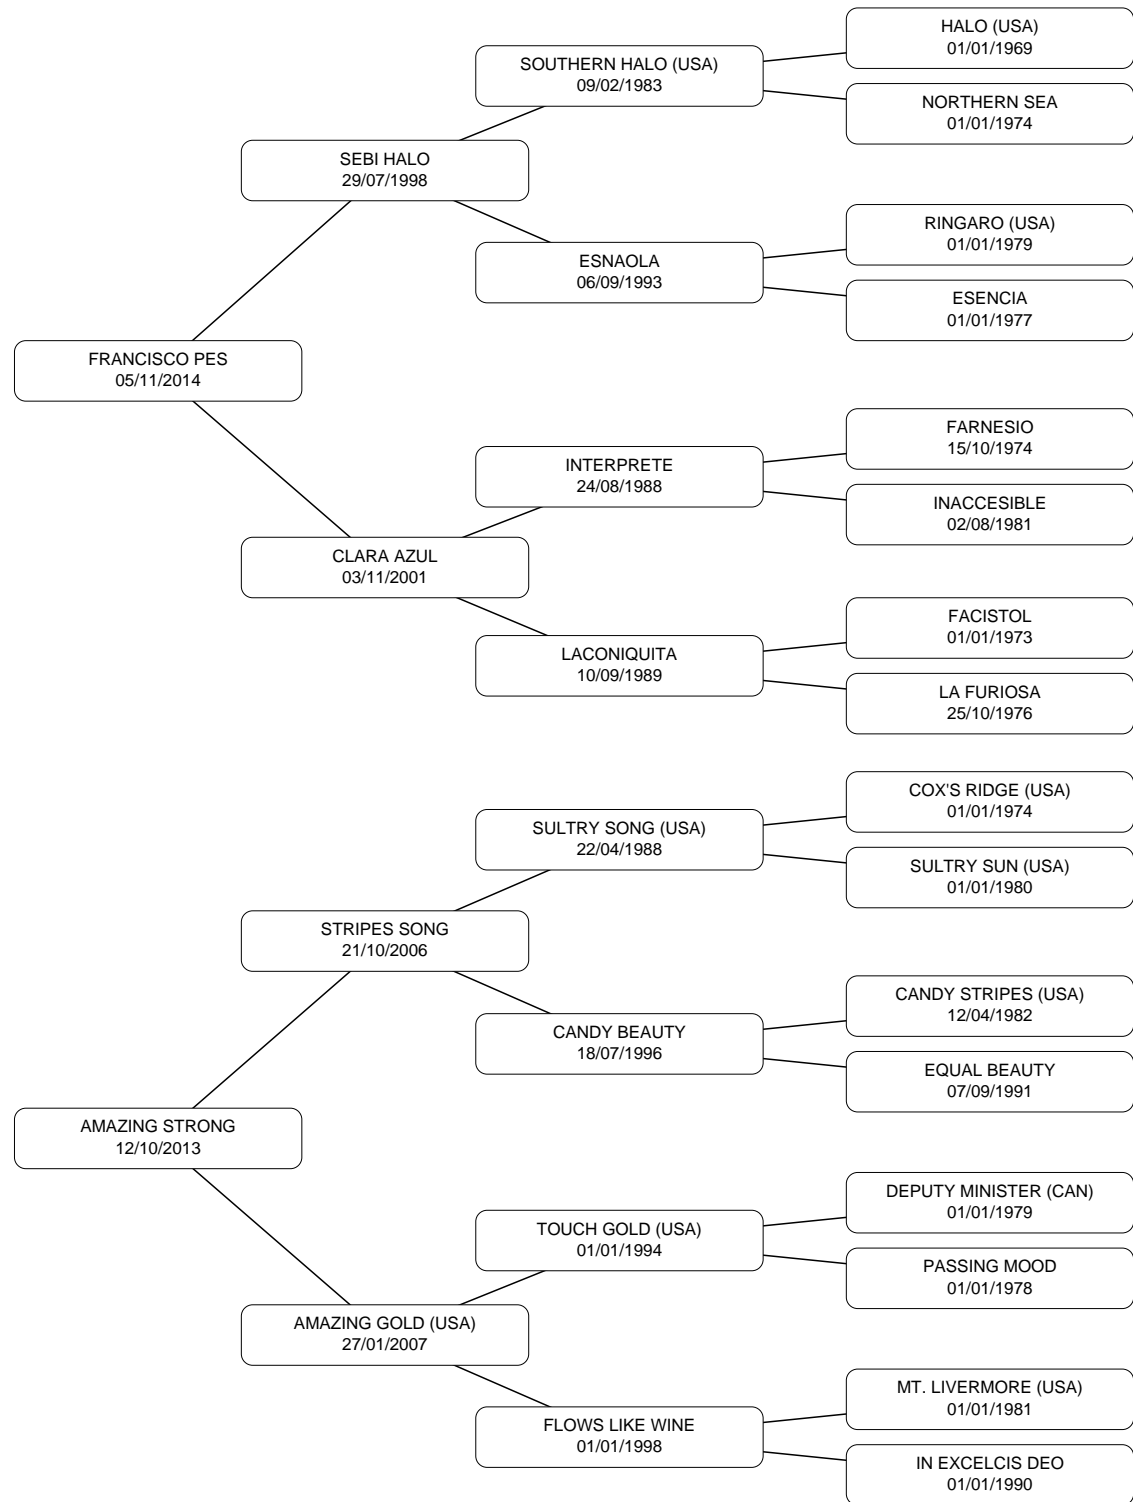 HALO (USA)
01/01/1969
SOUTHERN HALO (USA)
09/02/1983
NORTHERN SEA
01/01/1974
SEBI HALO
29/07/1998
RINGARO (USA)
01/01/1979
ESNAOLA
06/09/1993
ESENCIA
01/01/1977
FRANCISCO PES
05/11/2014
FARNESIO
15/10/1974
INTERPRETE
24/08/1988
INACCESIBLE
02/08/1981
CLARA AZUL
03/11/2001
FACISTOL
01/01/1973
LACONIQUITA
10/09/1989
LA FURIOSA
25/10/1976
COX'S RIDGE (USA)
01/01/1974
SULTRY SONG (USA)
22/04/1988
SULTRY SUN (USA)
01/01/1980
STRIPES SONG
21/10/2006
CANDY STRIPES (USA)
12/04/1982
CANDY BEAUTY
18/07/1996
EQUAL BEAUTY
07/09/1991
AMAZING STRONG
12/10/2013
DEPUTY MINISTER (CAN)
01/01/1979
TOUCH GOLD (USA)
01/01/1994
PASSING MOOD
01/01/1978
AMAZING GOLD (USA)
27/01/2007
MT. LIVERMORE (USA)
01/01/1981
FLOWS LIKE WINE
01/01/1998
IN EXCELCIS DEO
01/01/1990